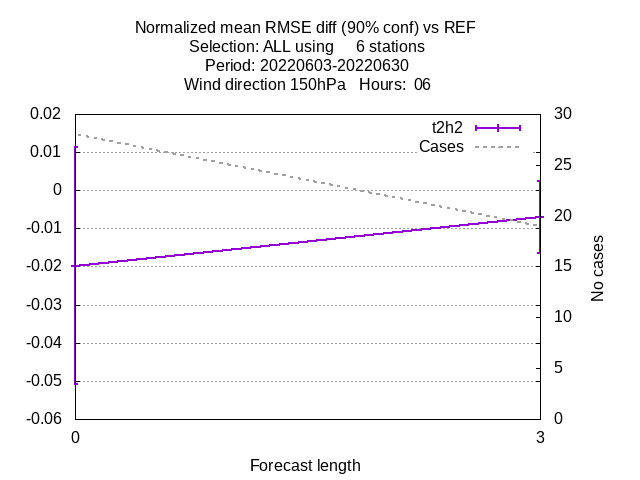 Normalized mean RMSE diff (90% conf) vs REF
Selection: ALL using     6 stations
Period: 20220603-20220630
Wind direction 150hPa   Hours:  06
0.02
0.01
0
-0.01
-0.02
-0.03
-0.04
-0.05
-0.06
t2h2
Cases
30
25
20
15
10
5
0
No cases
0
3
Forecast length